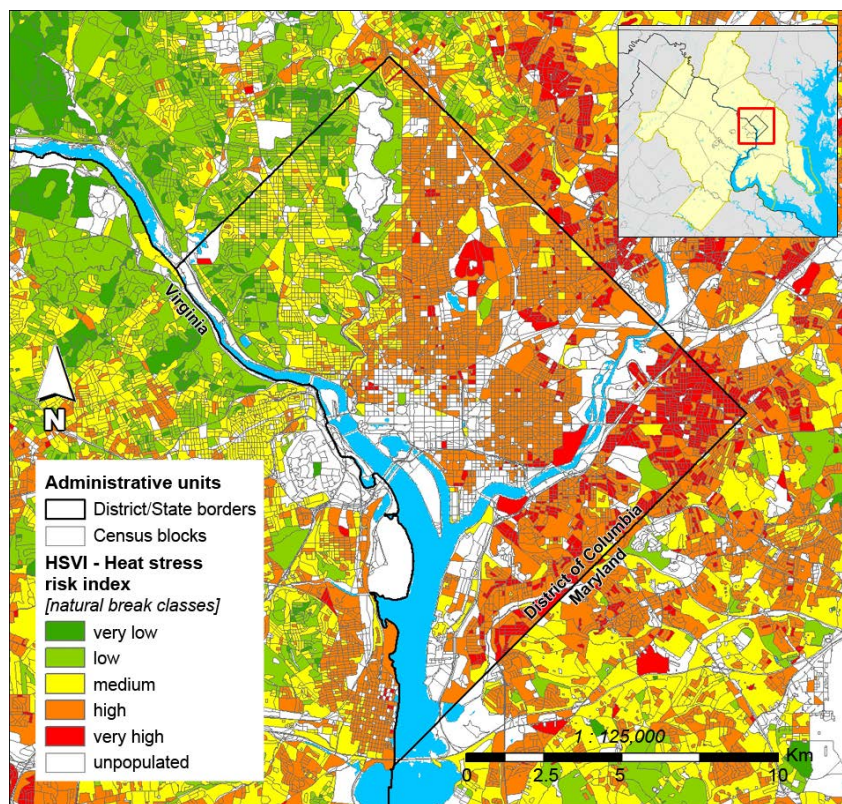 Virginia
N
District of Columbia
Maryland
Administrative units
District/State borders
Census blocks
HSVI - Heat stress
risk index
[natural break classes]
very low
low
medium
high
very high
unpopulated
1 : 125,000
Km
0 2.5 5 10